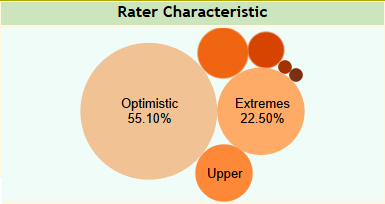 Rater Characteristic
Optimistic
55.10%
Extremes
22.50%
Upper